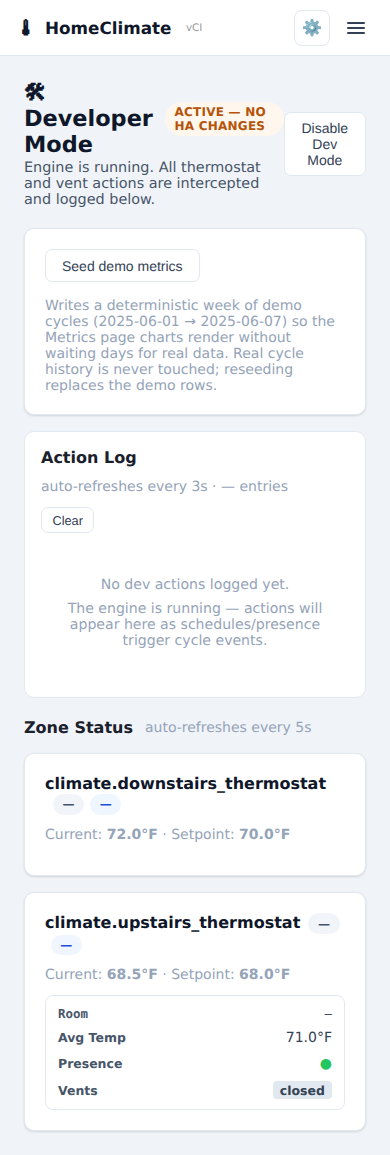 HomeClimate vCI
Developer
Mode
ACTIVE — NO
HA CHANGES
Engine is running. All thermostat
and vent actions are intercepted
and logged below.
Disable
Dev
Mode
Seed demo metrics
Writes a deterministic week of demo
cycles (2025-06-01 → 2025-06-07) so the
Metrics page charts render without
waiting days for real data. Real cycle
history is never touched; reseeding
replaces the demo rows.
Action Log
auto-refreshes every 3s · — entries
Clear
No dev actions logged yet.
The engine is running — actions will
appear here as schedules/presence
trigger cycle events.
Zone Status auto-refreshes every 5s
climate.downstairs_thermostat
— —
Current: 72.0°F · Setpoint: 70.0°F
climate.upstairs_thermostat —
—
Current: 68.5°F · Setpoint: 68.0°F
Room —
Avg Temp 71.0°F
Presence
Vents closed